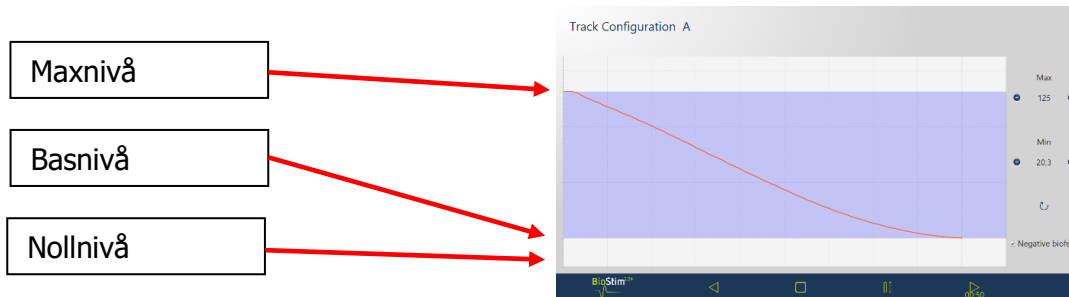 Track Configuration A
Maxnivå
Max
125
Basnivå
Min
20.3
Nollnivå
Negative biofe
BioStim
00:50